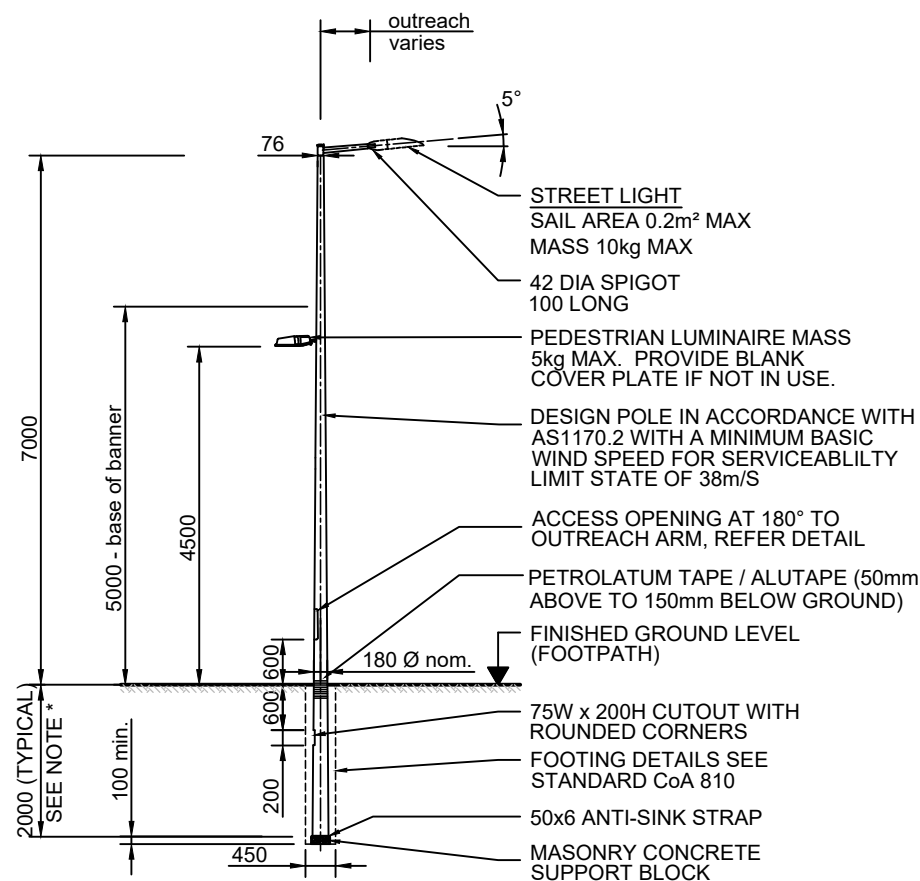 outreach
varies
5°
76
STREET LIGHT
SAIL AREA 0.2m² MAX
MASS 10kg MAX
42 DIA SPIGOT
100 LONG
PEDESTRIAN LUMINAIRE MASS
5kg MAX. PROVIDE BLANK
COVER PLATE IF NOT IN USE.
DESIGN POLE IN ACCORDANCE WITH
AS1170.2 WITH A MINIMUM BASIC
WIND SPEED FOR SERVICEABLILTY
LIMIT STATE OF 38m/S
7000
5000 - base of banner
4500
ACCESS OPENING AT 180° TO
OUTREACH ARM, REFER DETAIL
PETROLATUM TAPE / ALUTAPE (50mm
ABOVE TO 150mm BELOW GROUND)
FINISHED GROUND LEVEL
(FOOTPATH)
600
180 Ø nom.
600
75W x 200H CUTOUT WITH
ROUNDED CORNERS
2000 (TYPICAL)
SEE NOTE *
100 min.
200
FOOTING DETAILS SEE
STANDARD CoA 810
50x6 ANTI-SINK STRAP
450
MASONRY CONCRETE
SUPPORT BLOCK